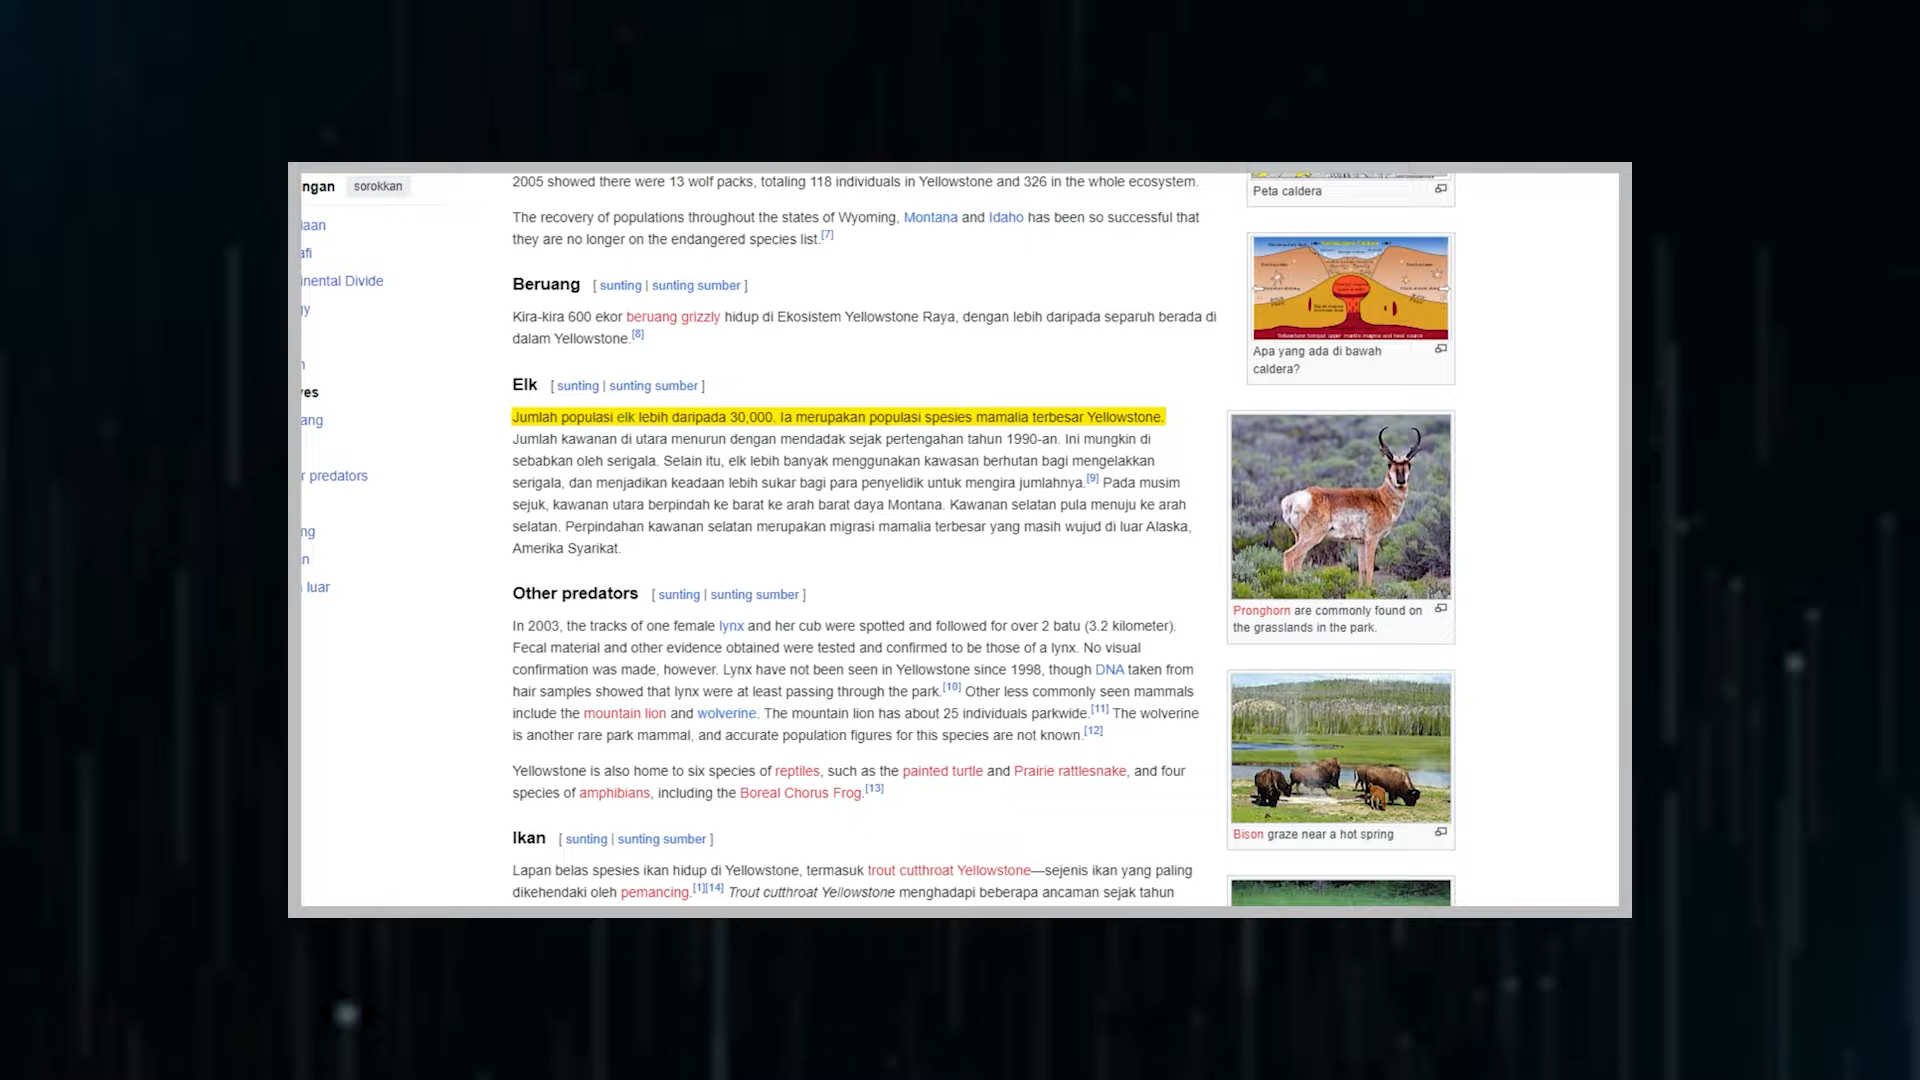 ngan sorokkan
laan
afi
inental Divide
gy
n
ves
ang
r predators
ng
n
luar
2005 showed there were 13 wolf packs, totaling 118 individuals in Yellowstone and 326 in the whole ecosystem.
The recovery of populations throughout the states of Wyoming, Montana and Idaho has been so successful that
they are no longer on the endangered species list.[7]
Beruang [ sunting | sunting sumber ]
Kira-kira 600 ekor beruang grizzly hidup di Ekosistem Yellowstone Raya, dengan lebih daripada separuh berada di
dalam Yellowstone.[8]
Elk [ sunting | sunting sumber ]
Jumlah populasi elk lebih daripada 30,000. Ia merupakan populasi spesies mamalia terbesar Yellowstone.
Jumlah kawanan di utara menurun dengan mendadak sejak pertengahan tahun 1990-an. Ini mungkin di
sebabkan oleh serigala. Selain itu, elk lebih banyak menggunakan kawasan berhutan bagi mengelakkan
serigala, dan menjadikan keadaan lebih sukar bagi para penyelidik untuk mengira jumlahnya.[9] Pada musim
sejuk, kawanan utara berpindah ke barat ke arah barat daya Montana. Kawanan selatan pula menuju ke arah
selatan. Perpindahan kawanan selatan merupakan migrasi mamalia terbesar yang masih wujud di luar Alaska,
Amerika Syarikat.
Other predators [ sunting | sunting sumber ]
In 2003, the tracks of one female lynx and her cub were spotted and followed for over 2 batu (3.2 kilometer).
Fecal material and other evidence obtained were tested and confirmed to be those of a lynx. No visual
confirmation was made, however. Lynx have not been seen in Yellowstone since 1998, though DNA taken from
hair samples showed that lynx were at least passing through the park.[10] Other less commonly seen mammals
include the mountain lion and wolverine. The mountain lion has about 25 individuals parkwide.[11] The wolverine
is another rare park mammal, and accurate population figures for this species are not known.[12]
Yellowstone is also home to six species of reptiles, such as the painted turtle and Prairie rattlesnake, and four
species of amphibians, including the Boreal Chorus Frog.[13]
Ikan [ sunting | sunting sumber ]
Lapan belas spesies ikan hidup di Yellowstone, termasuk trout cutthroat Yellowstone—sejenis ikan yang paling
dikehendaki oleh pemancing.[1][14] Trout cutthroat Yellowstone menghadapi beberapa ancaman sejak tahun
Peta caldera
Yellowstone hotspot upper mantle magma and heat source
Apa yang ada di bawah
caldera?
Pronghorn are commonly found on
the grasslands in the park.
Bison graze near a hot spring